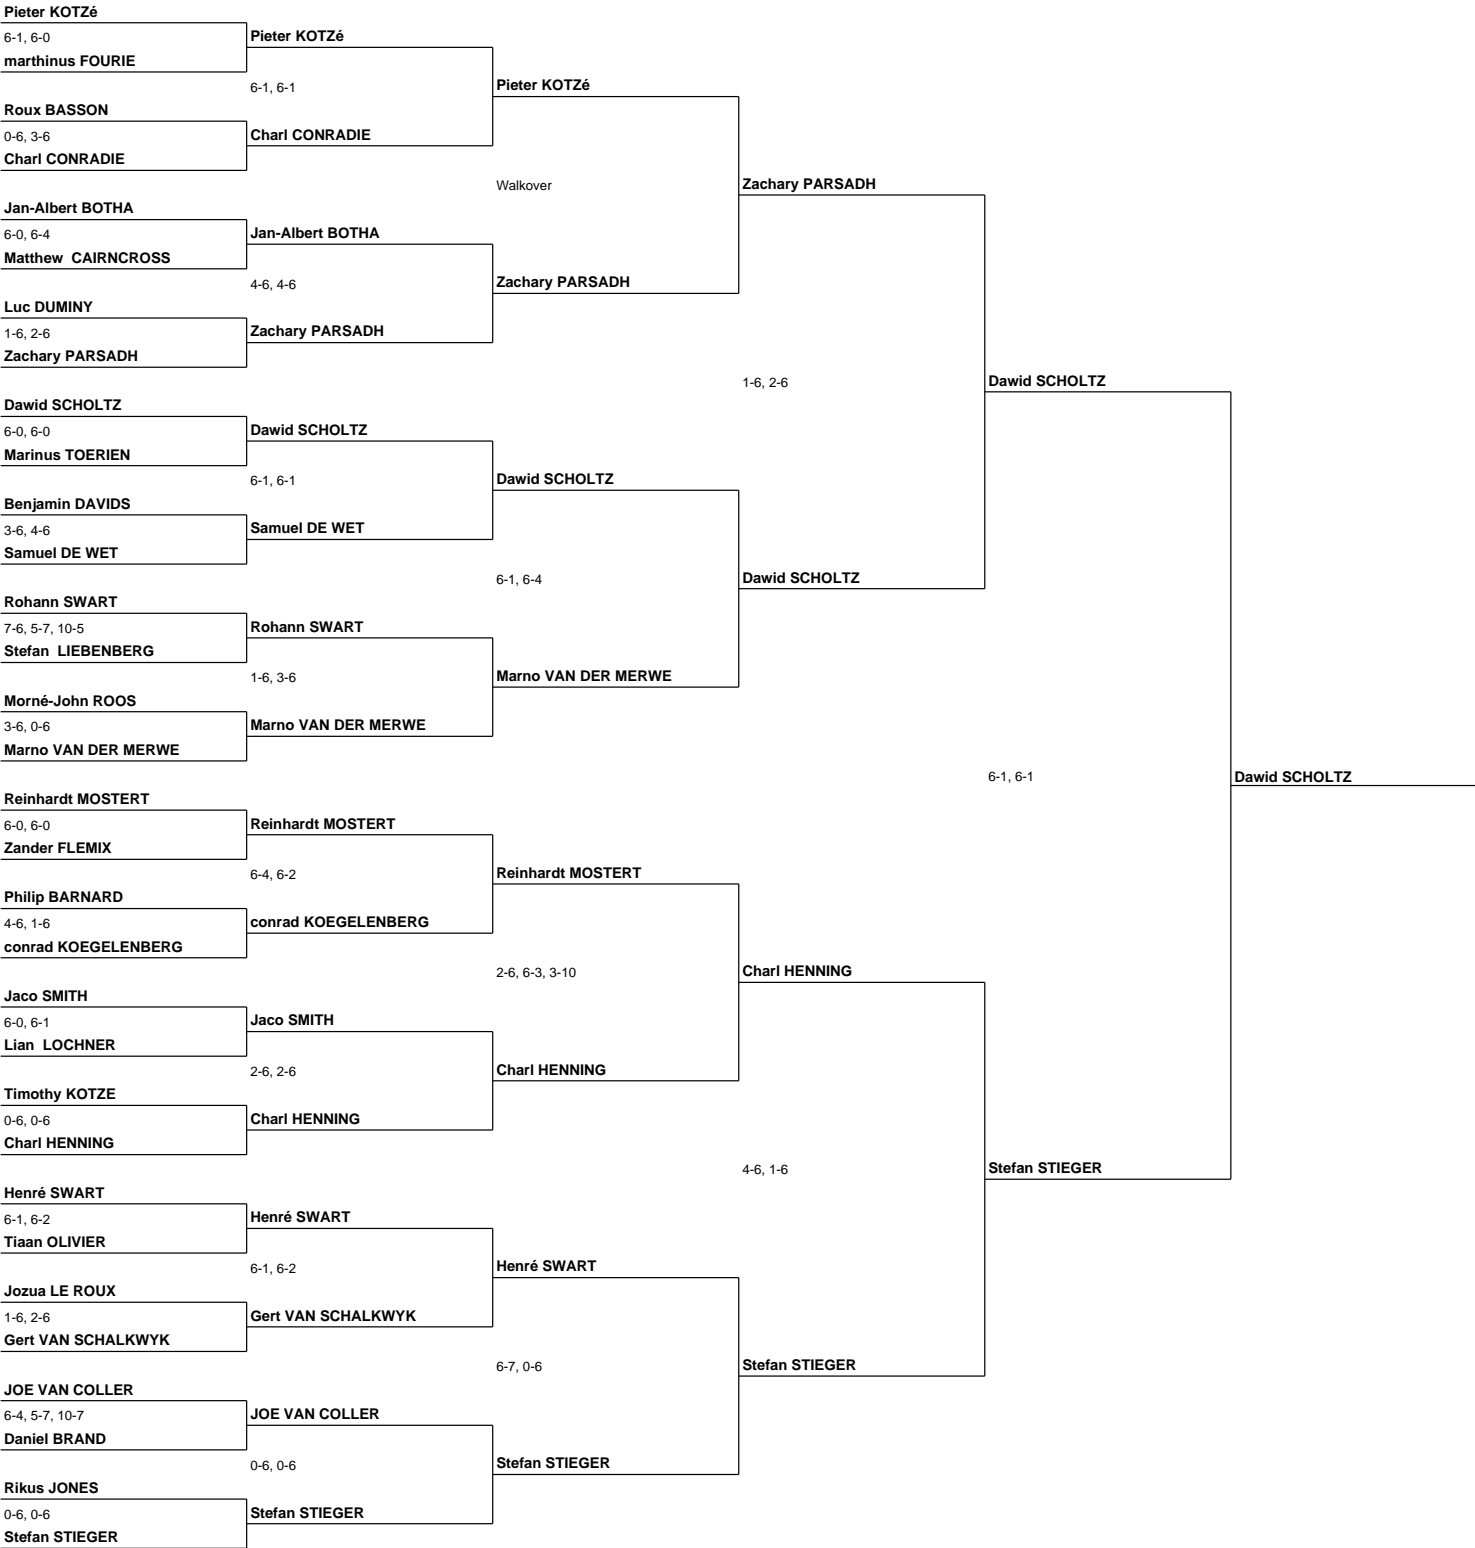 Pieter KOTZé
6-1, 6-0
marthinus FOURIE
Roux BASSON
0-6, 3-6
Charl CONRADIE
Jan-Albert BOTHA
6-0, 6-4
Matthew  CAIRNCROSS
Luc DUMINY
1-6, 2-6
Zachary PARSADH
Dawid SCHOLTZ
6-0, 6-0
Marinus TOERIEN
Benjamin DAVIDS
3-6, 4-6
Samuel DE WET
Rohann SWART
7-6, 5-7, 10-5
Stefan  LIEBENBERG
Morné-John ROOS
3-6, 0-6
Marno VAN DER MERWE
Reinhardt MOSTERT
6-0, 6-0
Zander FLEMIX
Philip BARNARD
4-6, 1-6
conrad KOEGELENBERG
Jaco SMITH
6-0, 6-1
Lian  LOCHNER
Timothy KOTZE
0-6, 0-6
Charl HENNING
Henré SWART
6-1, 6-2
Tiaan OLIVIER
Jozua LE ROUX
1-6, 2-6
Gert VAN SCHALKWYK
JOE VAN COLLER
6-4, 5-7, 10-7
Daniel BRAND
Rikus JONES
0-6, 0-6
Stefan STIEGER
Pieter KOTZé
6-1, 6-1
Charl CONRADIE
Jan-Albert BOTHA
4-6, 4-6
Zachary PARSADH
Dawid SCHOLTZ
6-1, 6-1
Samuel DE WET
Rohann SWART
1-6, 3-6
Marno VAN DER MERWE
Reinhardt MOSTERT
6-4, 6-2
conrad KOEGELENBERG
Jaco SMITH
2-6, 2-6
Charl HENNING
Henré SWART
6-1, 6-2
Gert VAN SCHALKWYK
JOE VAN COLLER
0-6, 0-6
Stefan STIEGER
Pieter KOTZé
Walkover
Zachary PARSADH
Dawid SCHOLTZ
6-1, 6-4
Marno VAN DER MERWE
Reinhardt MOSTERT
2-6, 6-3, 3-10
Charl HENNING
Henré SWART
6-7, 0-6
Stefan STIEGER
Zachary PARSADH
1-6, 2-6
Dawid SCHOLTZ
Charl HENNING
4-6, 1-6
Stefan STIEGER
Dawid SCHOLTZ
6-1, 6-1
Stefan STIEGER
Dawid SCHOLTZ